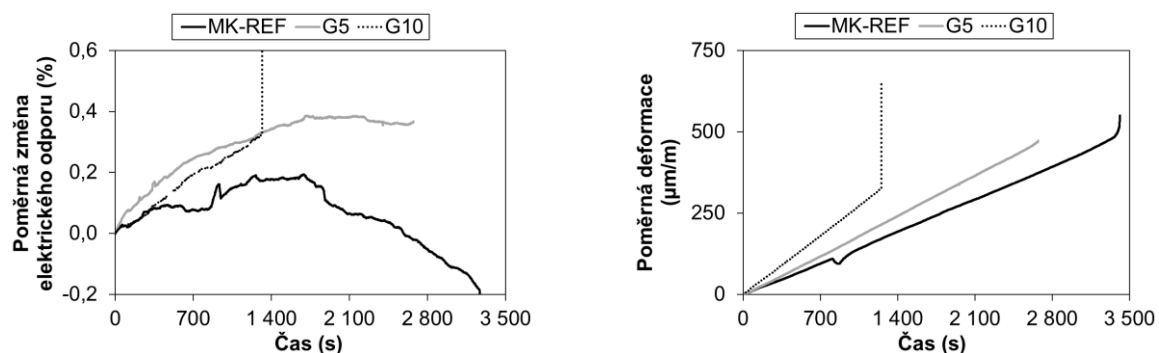 MK-REF G5 G10
Poměrná změna
elektrického odporu (%)
0,6
0,4
0,2
0,0
-0,2
0 700 1 400 2 100 2 800 3 500
Čas (s)
MK-REF G5 G10
Poměrná deformace
(µm/m)
750
500
250
0
0 700 1 400 2 100 2 800 3 500
Čas (s)